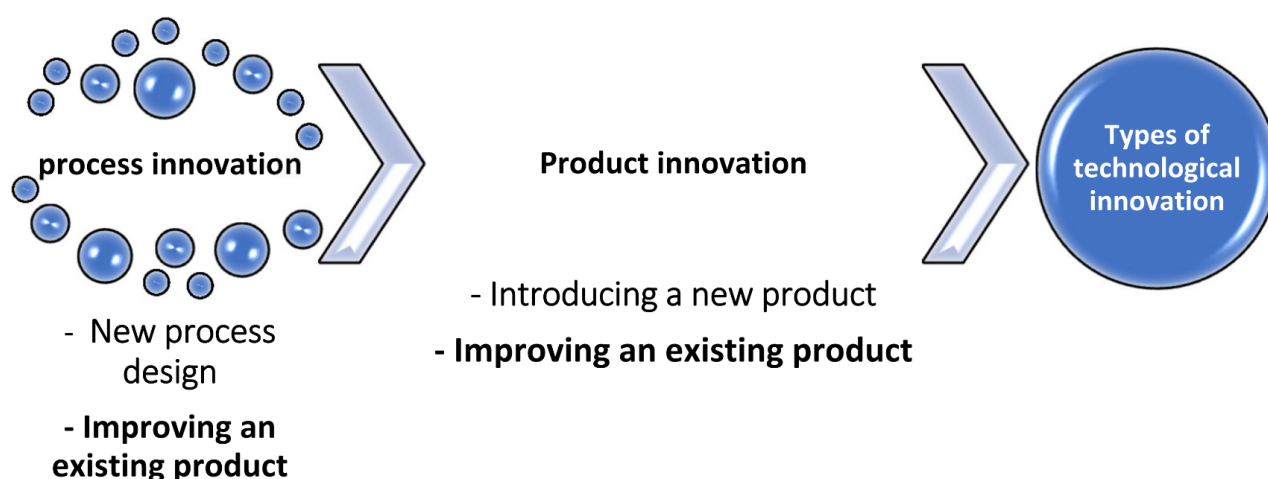 process innovation
- New process
design
- Improving an
existing product
Product innovation
- Introducing a new product
- Improving an existing product
Types of
technological
innovation